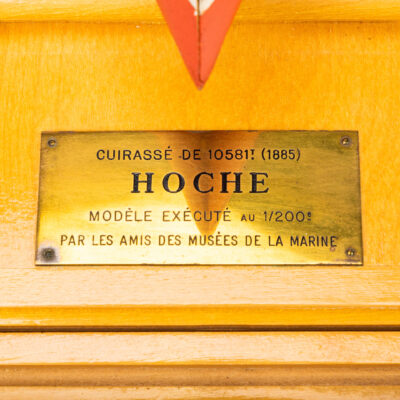 CUIRASSÉ DE 10581T (1885)
HOCHE
MODÈLE EXÉCUTÉ AU 1/200e
PAR LES AMIS DES MUSÉES DE LA MARINE